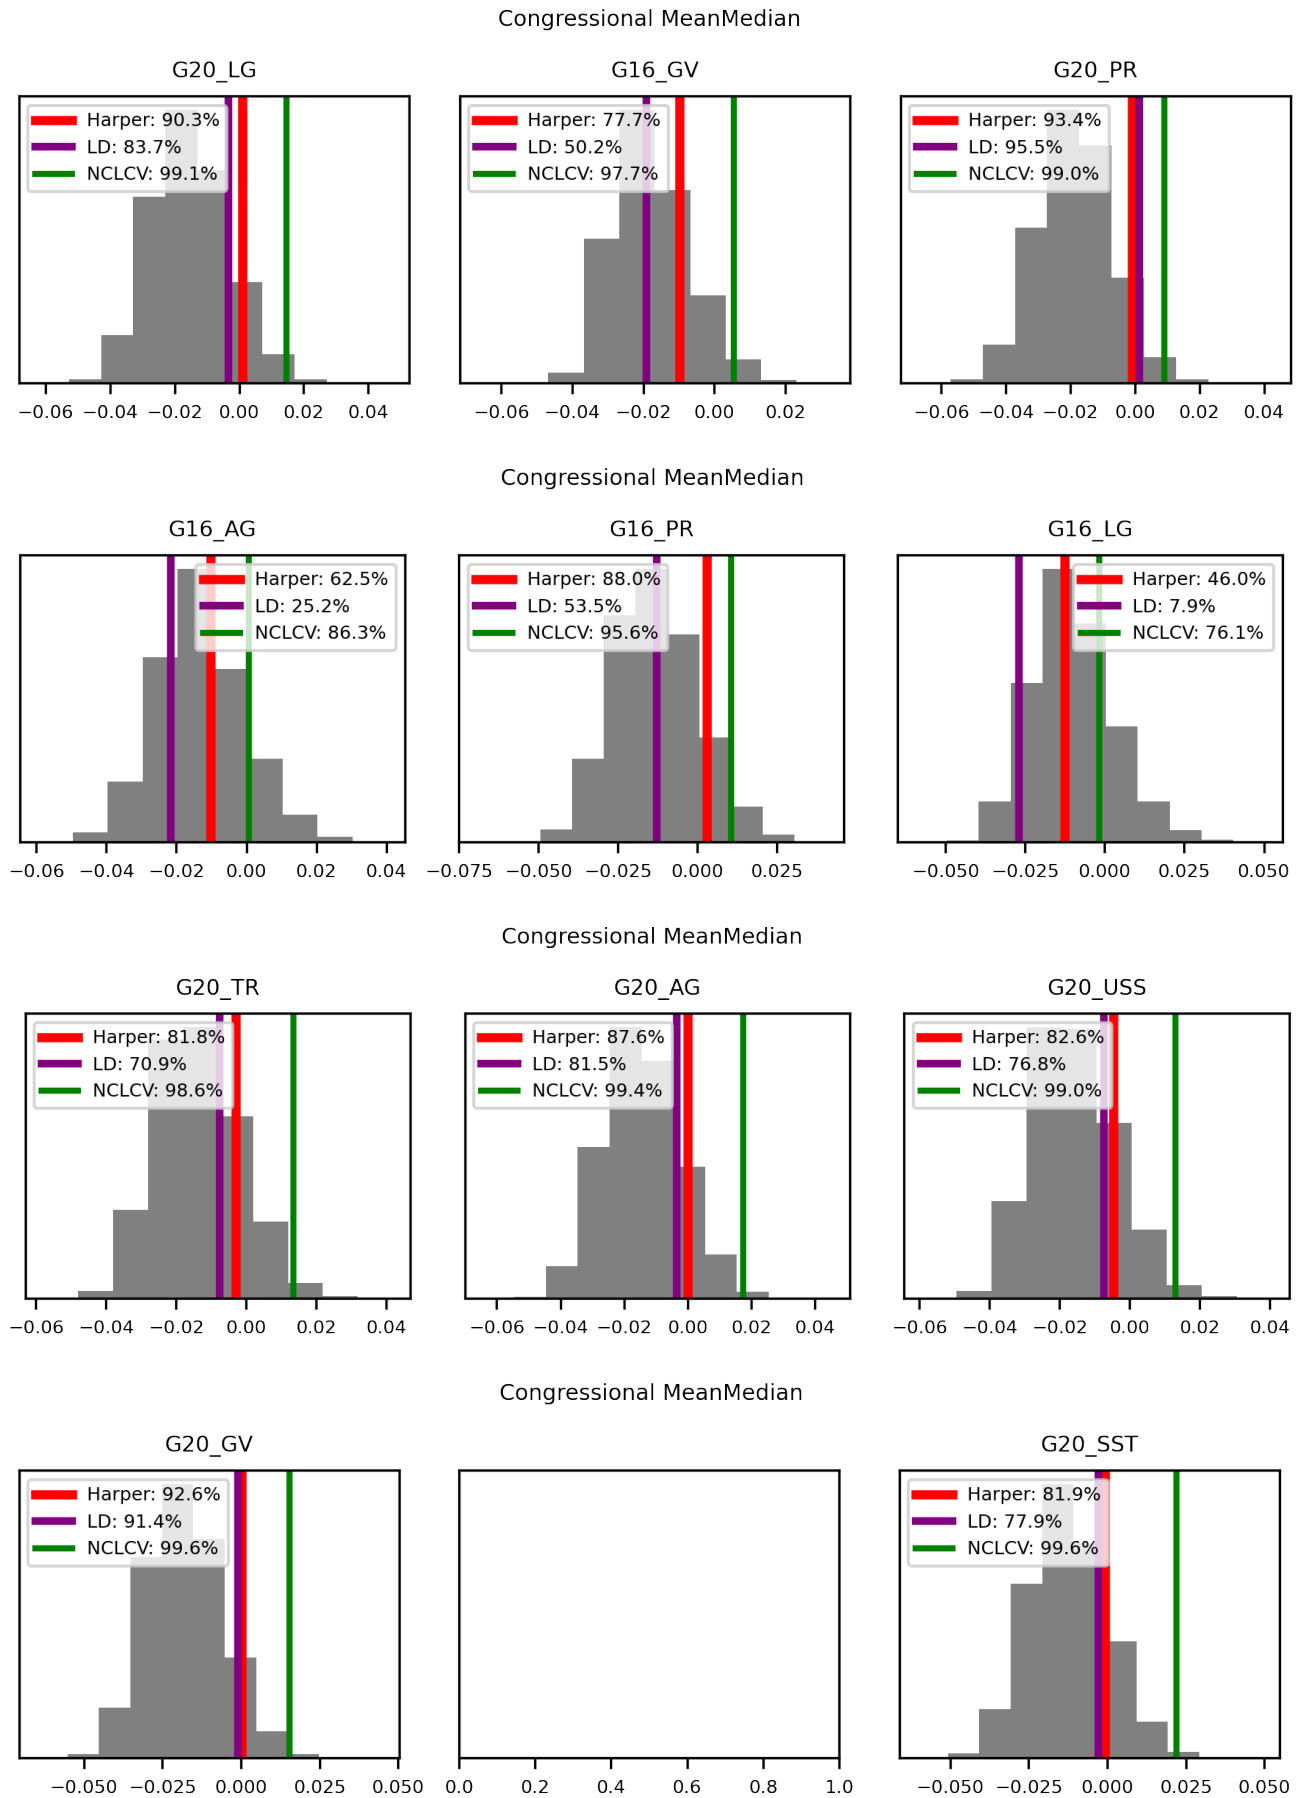 Congressional MeanMedian
G20_LG
G16_GV
G20_PR
Harper: 90.3%
LD: 83.7%
NCLCV: 99.1%
Harper: 77.7%
LD: 50.2%
NCLCV: 97.7%
Harper: 93.4%
LD: 95.5%
NCLCV: 99.0%
−0.06 −0.04 −0.02 0.00 0.02 0.04
−0.06 −0.04 −0.02 0.00 0.02
−0.06 −0.04 −0.02 0.00 0.02 0.04
Congressional MeanMedian
G16_AG
G16_PR
G16_LG
Harper: 62.5%
LD: 25.2%
NCLCV: 86.3%
Harper: 88.0%
LD: 53.5%
NCLCV: 95.6%
Harper: 46.0%
LD: 7.9%
NCLCV: 76.1%
−0.06 −0.04 −0.02 0.00 0.02 0.04
−0.075 −0.050 −0.025 0.000 0.025
−0.050 −0.025 0.000 0.025 0.050
Congressional MeanMedian
G20_TR
G20_AG
G20_USS
Harper: 81.8%
LD: 70.9%
NCLCV: 98.6%
Harper: 87.6%
LD: 81.5%
NCLCV: 99.4%
Harper: 82.6%
LD: 76.8%
NCLCV: 99.0%
−0.06 −0.04 −0.02 0.00 0.02 0.04
−0.06 −0.04 −0.02 0.00 0.02 0.04
−0.06 −0.04 −0.02 0.00 0.02 0.04
Congressional MeanMedian
G20_GV
G20_SST
Harper: 92.6%
LD: 91.4%
NCLCV: 99.6%
Harper: 81.9%
LD: 77.9%
NCLCV: 99.6%
−0.050 −0.025 0.000 0.025 0.050
0.0 0.2 0.4 0.6 0.8 1.0
−0.050 −0.025 0.000 0.025 0.050